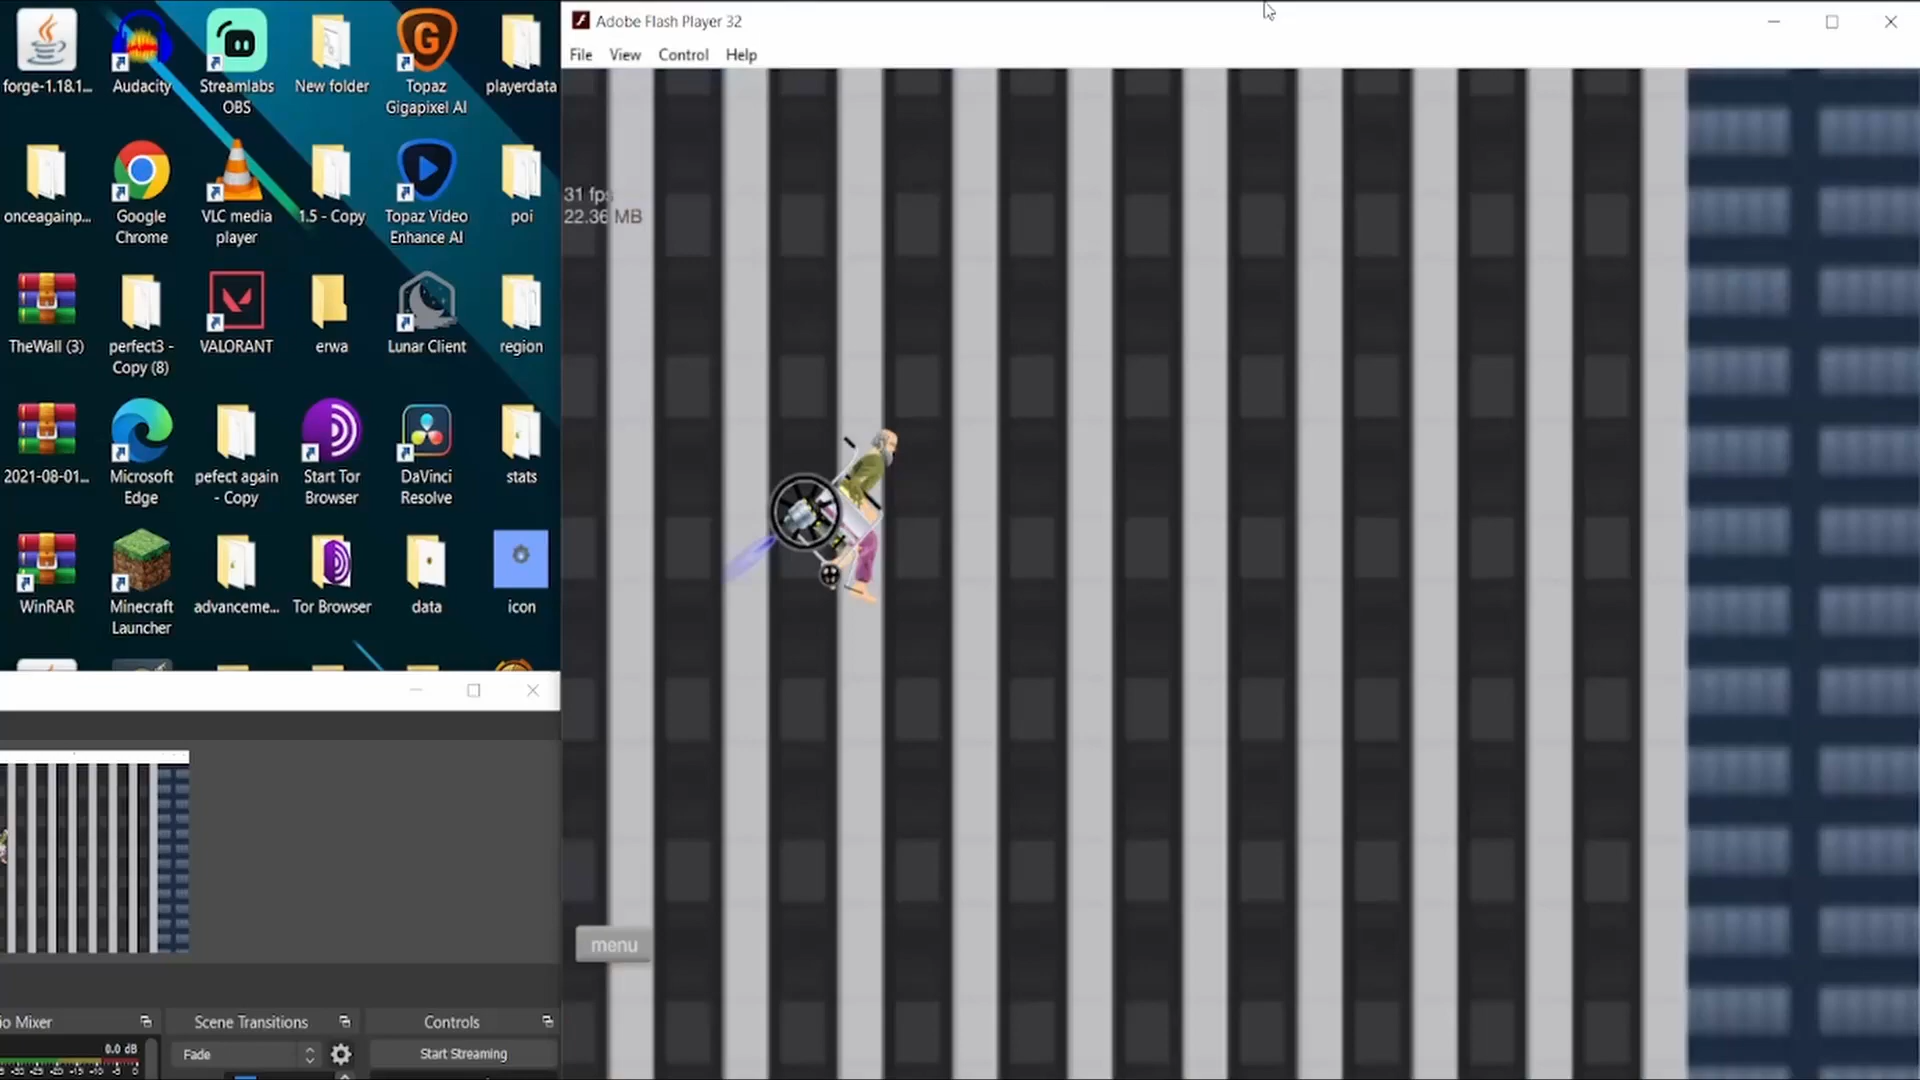 forge-1.18.1...
Audacity
Streamlabs
OBS
New folder
Topaz
Gigapixel AI
playerdata
onceagainp...
Google
Chrome
VLC media
player
1.5 - Copy
Topaz Video
Enhance AI
poi
TheWall (3)
perfect3 -
Copy (8)
VALORANT
erwa
Lunar Client
region
2021-08-01...
Microsoft
Edge
pefect again
- Copy
Start Tor
Browser
DaVinci
Resolve
stats
WinRAR
Minecraft
Launcher
advanceme...
Tor Browser
data
icon
Adobe Flash Player 32
File View Control Help
31 fps
22.36 MB
menu
io Mixer
Scene Transitions
Controls
0.0 dB
Fade
Start Streaming